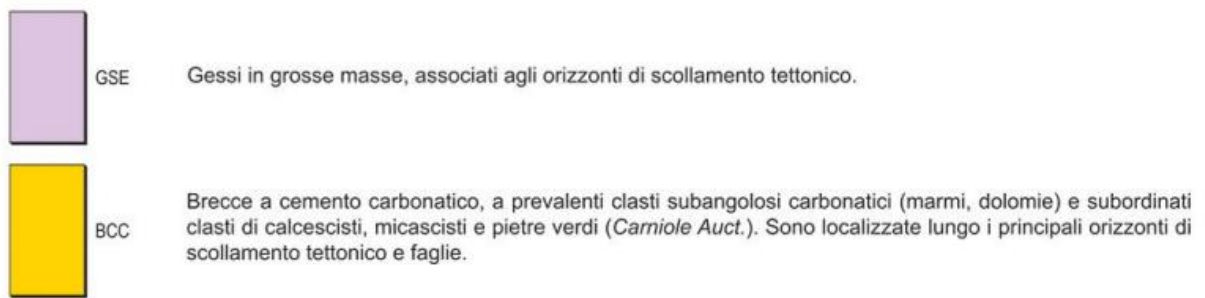 GSE Gessi in grosse masse, associati agli orizzonti di scollamento tettonico.
BCC
Brecce a cemento carbonatico, a prevalenti clasti subangolosi carbonatici (marmi, dolomie) e subordinati
clasti di calcescisti, micascisti e pietre verdi (Carniole Auct.). Sono localizzate lungo i principali orizzonti di
scollamento tettonico e faglie.